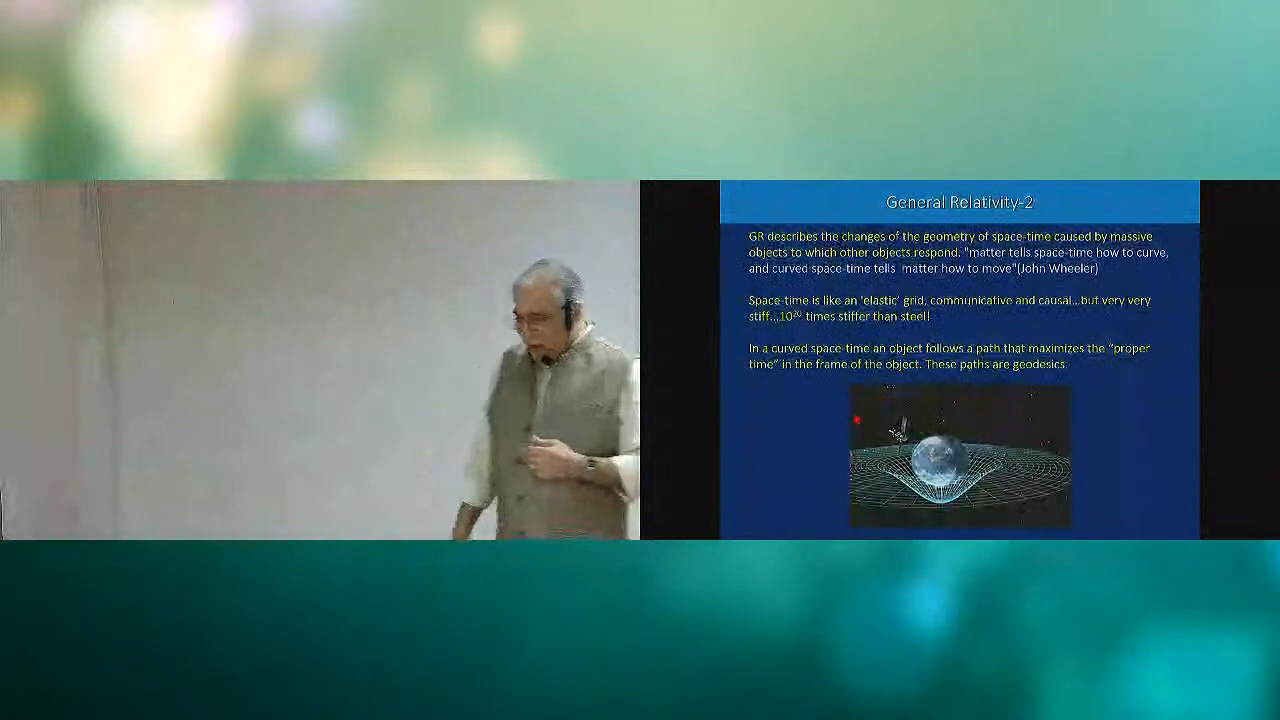 General Relativity-2
GR describes the changes of the geometry of space-time caused by massive
objects to which other objects respond. "matter tells space-time how to curve,
and curved space-time tells matter how to move"(John Wheeler)
Space-time is like an 'elastic' grid, communicative and causal...but very very
stiff...10²⁰ times stiffer than steel!
In a curved space-time an object follows a path that maximizes the "proper
time" in the frame of the object. These paths are geodesics.